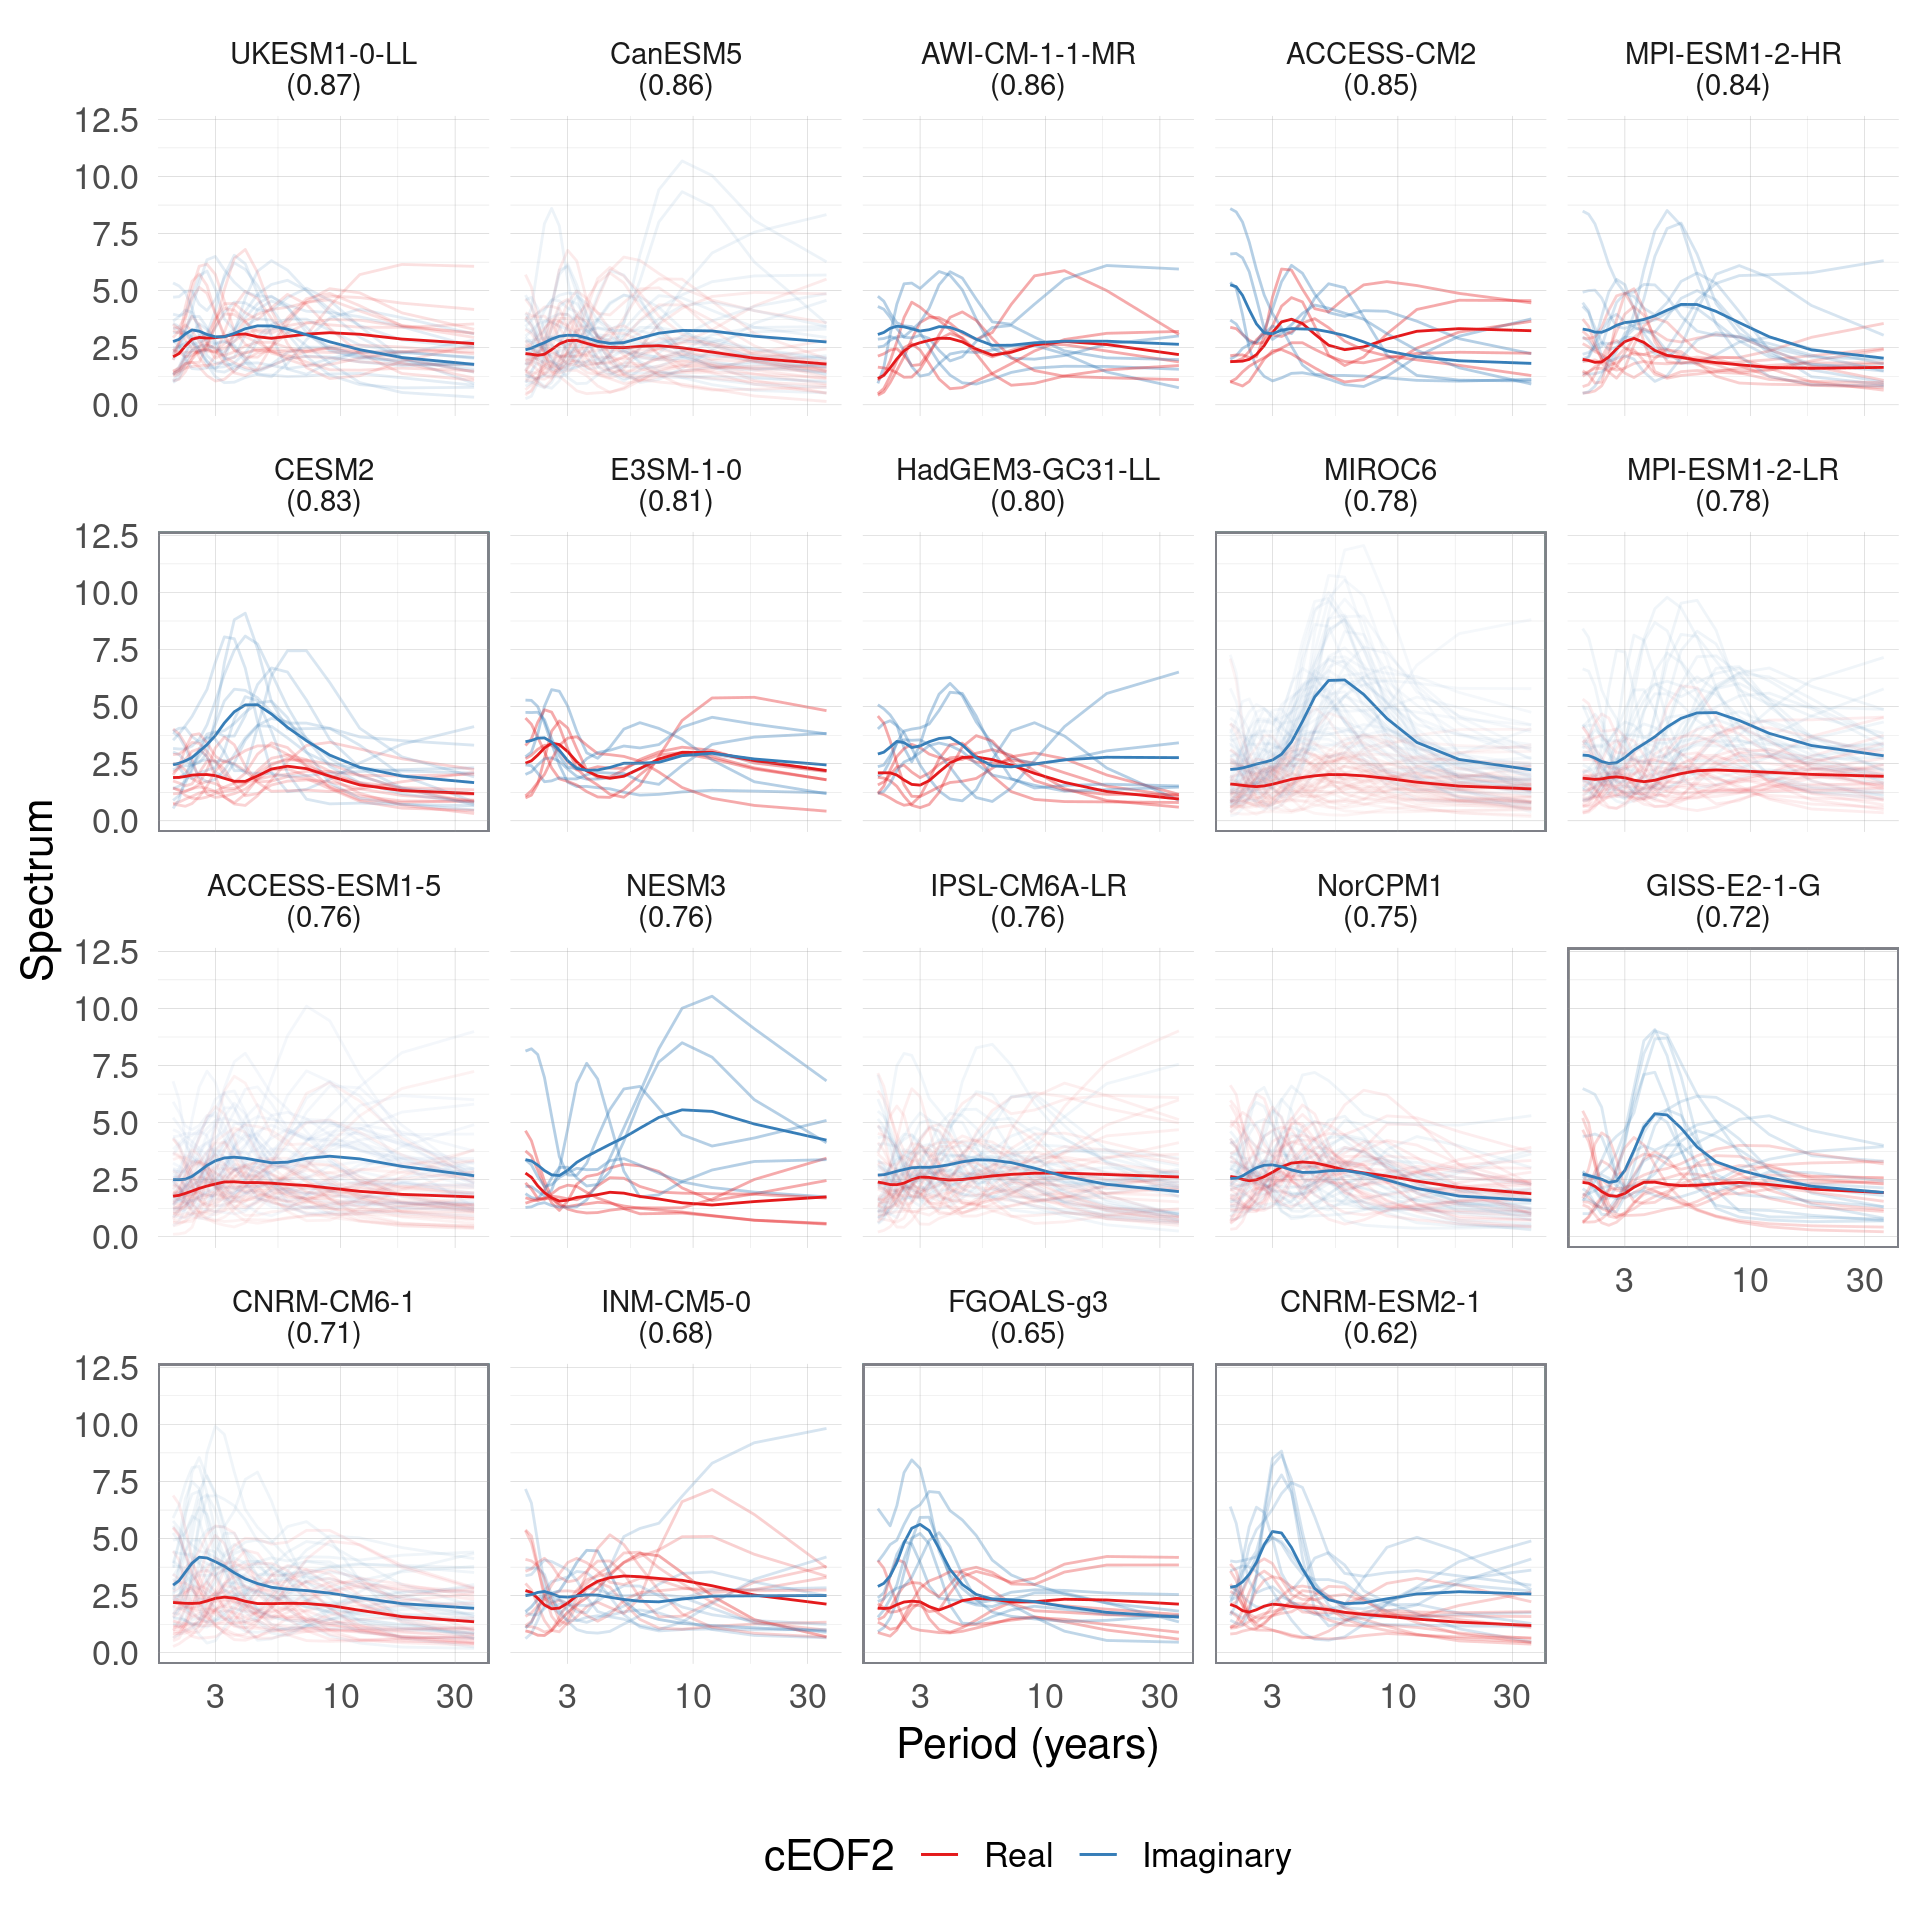 UKESM1-0-LL
(0.87)
CanESM5
(0.86)
AWI-CM-1-1-MR
(0.86)
ACCESS-CM2
(0.85)
MPI-ESM1-2-HR
(0.84)
12.5
10.0
7.5
5.0
2.5
0.0
CESM2
(0.83)
E3SM-1-0
(0.81)
HadGEM3-GC31-LL
(0.80)
MIROC6
(0.78)
MPI-ESM1-2-LR
(0.78)
12.5
10.0
7.5
5.0
2.5
0.0
Spectrum
ACCESS-ESM1-5
(0.76)
NESM3
(0.76)
IPSL-CM6A-LR
(0.76)
NorCPM1
(0.75)
GISS-E2-1-G
(0.72)
12.5
10.0
7.5
5.0
2.5
0.0
3 10 30
CNRM-CM6-1
(0.71)
INM-CM5-0
(0.68)
FGOALS-g3
(0.65)
CNRM-ESM2-1
(0.62)
12.5
10.0
7.5
5.0
2.5
0.0
3 10 30
3 10 30
3 10 30
3 10 30
Period (years)
cEOF2 Real Imaginary